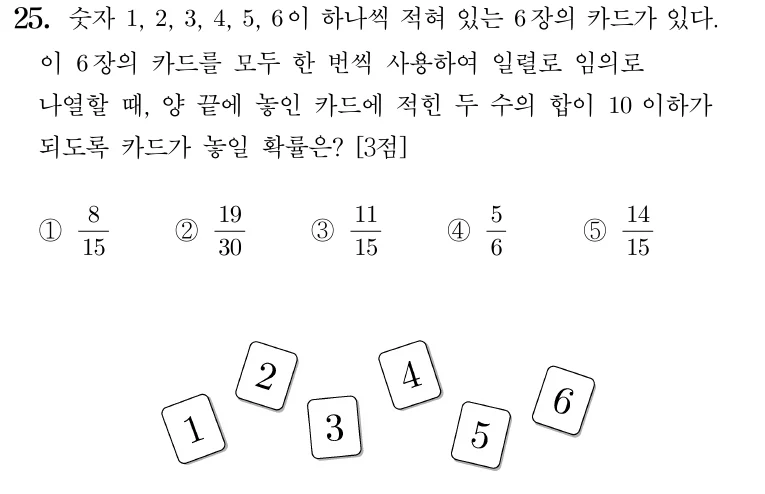 25. 숫자 1, 2, 3, 4, 5, 6이 하나씩 적혀 있는 6장의 카드가 있다.
이 6장의 카드를 모두 한 번씩 사용하여 일렬로 임의로
나열할 때, 양 끝에 놓인 카드에 적힌 두 수의 합이 10 이하가
되도록 카드가 놓일 확률은? [3점]
① 8/15 ② 19/30 ③ 11/15 ④ 5/6 ⑤ 14/15
1 2 3 4 5 6